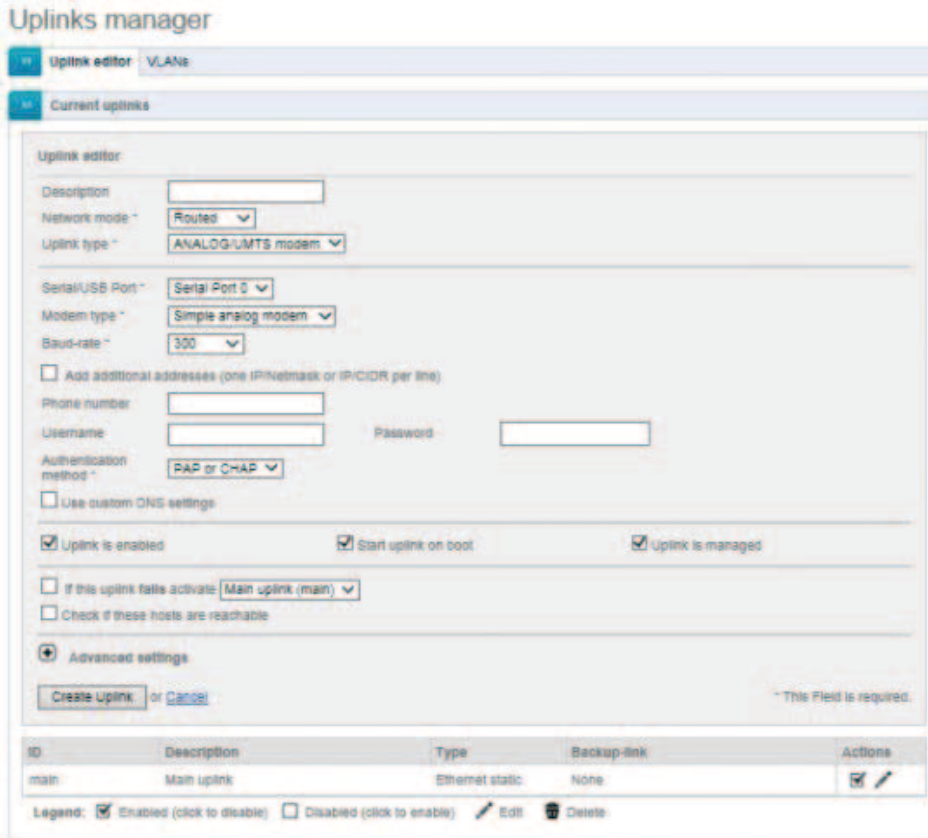 Uplinks manager
Uplink editor VLANs
Current uplinks
Uplink editor
Description
Network mode * Routed
Uplink type * ANALOG/UMTS modem
Serial/USB Port * Serial Port 0
Modem type * Simple analog modem
Baud-rate * 300
Add additional addresses (one IP/Netmask or IP/CIDR per line)
Phone number
Username Password
Authentication
method * PAP or CHAP
Use custom DNS settings
Uplink is enabled Start uplink on boot Uplink is managed
If this uplink fails activate Main uplink (main)
Check if these hosts are reachable
Advanced settings
Create Uplink or Cancel * This Field is required.
ID Description Type Backup-link Actions
main Main uplink Ethernet static None
Legend: Enabled (click to disable) Disabled (click to enable) Edit Delete